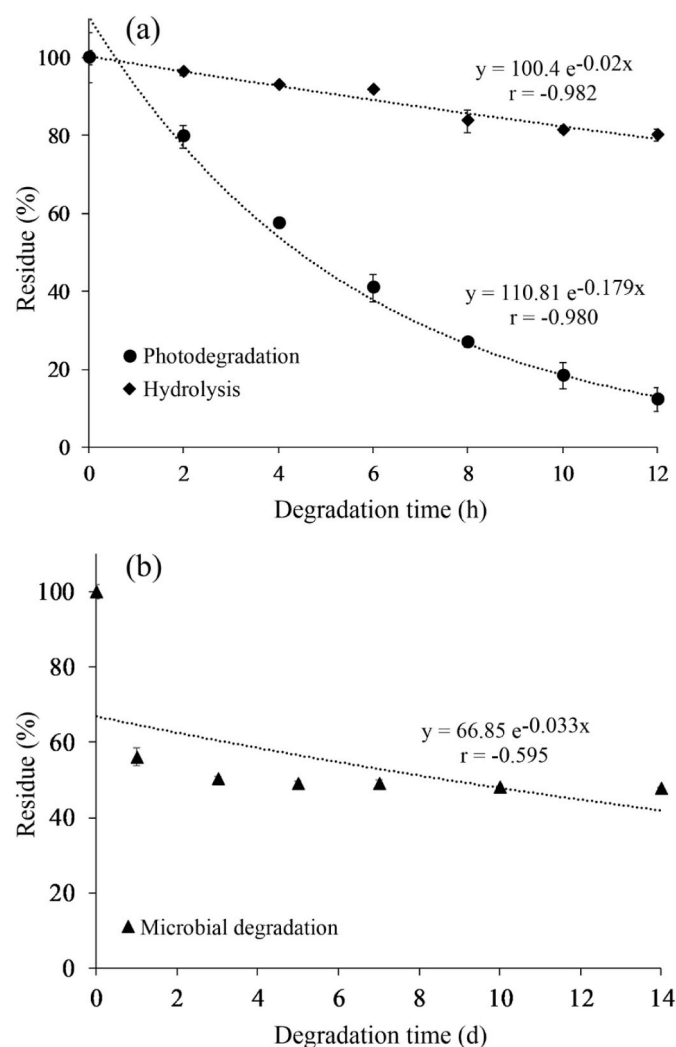 (a)
100
80
60
40
20
0
Residue (%)
y = 100.4 e-0.02x
r = -0.982
y = 110.81 e-0.179x
r = -0.980
Photodegradation
Hydrolysis
0 2 4 6 8 10 12
Degradation time (h)
(b)
100
80
60
40
20
0
Residue (%)
y = 66.85 e-0.033x
r = -0.595
Microbial degradation
0 2 4 6 8 10 12 14
Degradation time (d)